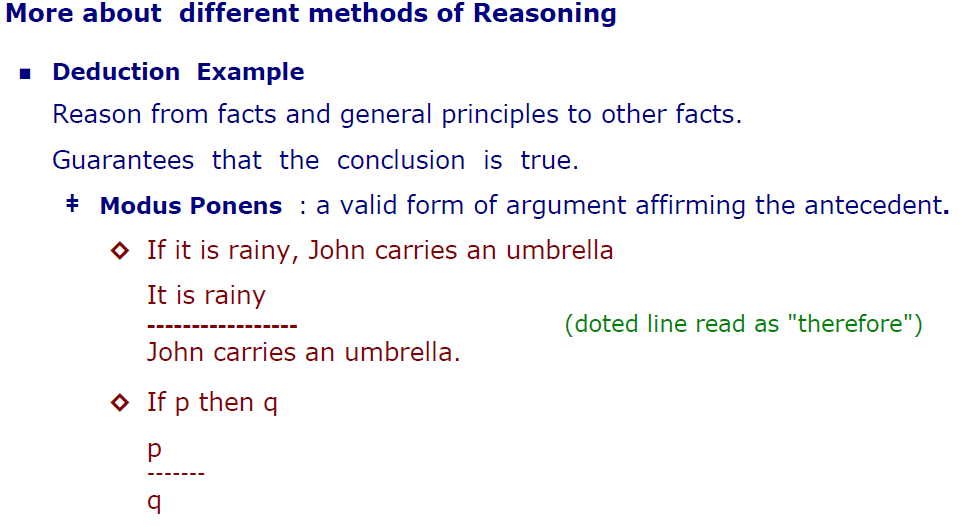 More about different methods of Reasoning
▪ Deduction Example
Reason from facts and general principles to other facts.
Guarantees that the conclusion is true.
‡ Modus Ponens : a valid form of argument affirming the antecedent.
◇ If it is rainy, John carries an umbrella
It is rainy
-----------------
(doted line read as "therefore")
John carries an umbrella.
◇ If p then q
p
-------
q